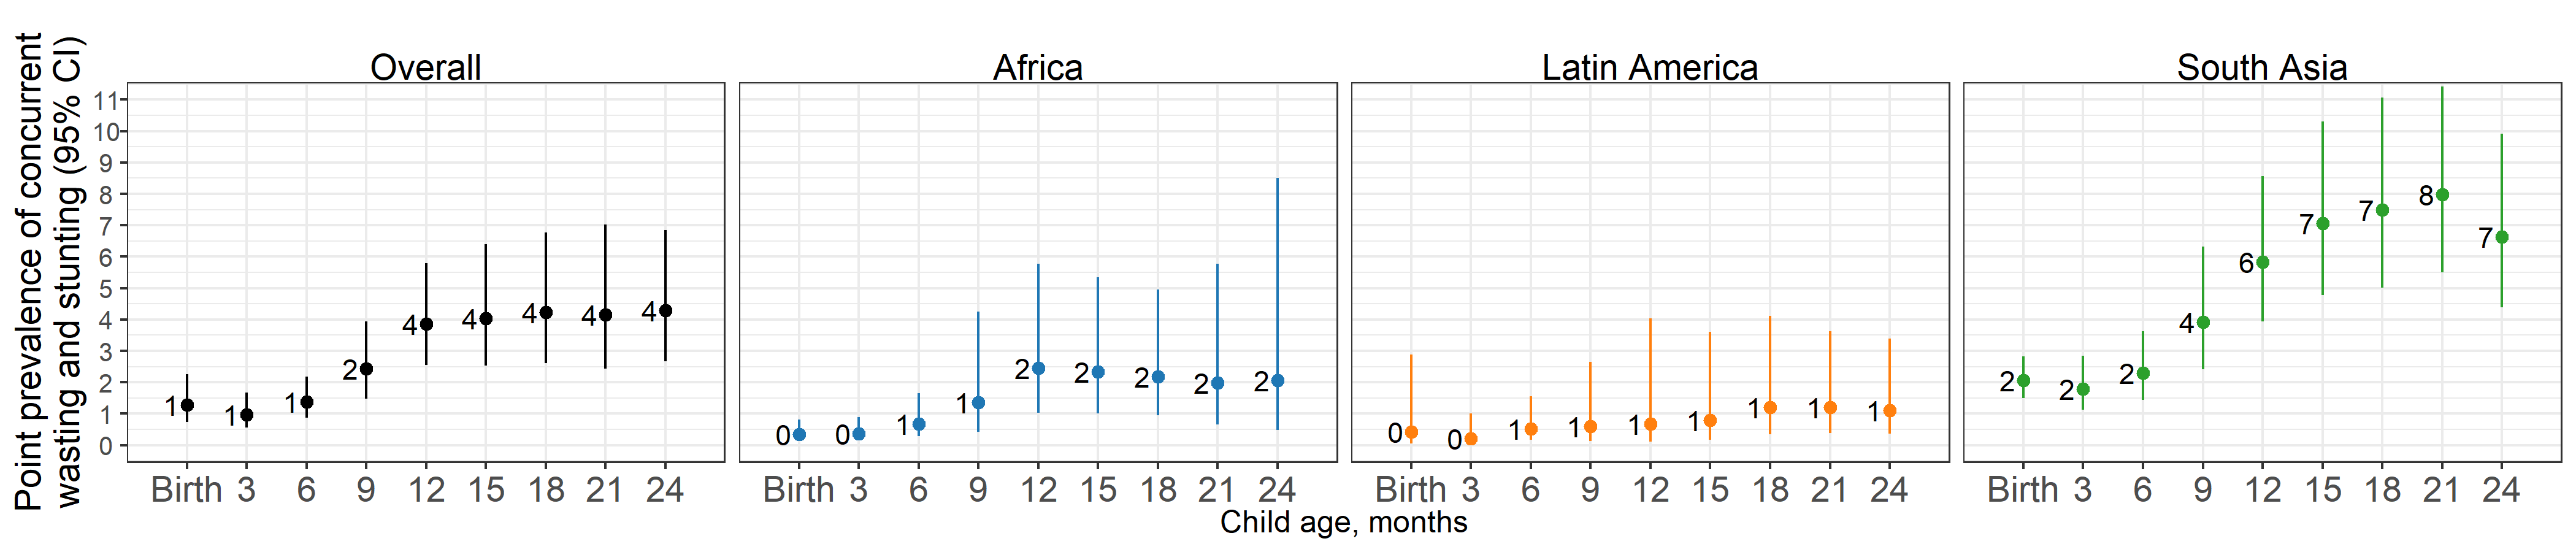 Point prevalence of concurrent
wasting and stunting (95% CI)
Overall
Africa
Latin America
South Asia
11
10
9
8
7
6
5
4
3
2
1
0
1 1 1 2 4 4 4 4 4
0 0 1 1 2 2 2 2 2
0 0 1 1 1 1 1 1 1
2 2 2 4 6 7 7 8 7
Birth 3 6 9 12 15 18 21 24
Birth 3 6 9 12 15 18 21 24
Birth 3 6 9 12 15 18 21 24
Birth 3 6 9 12 15 18 21 24
Child age, months